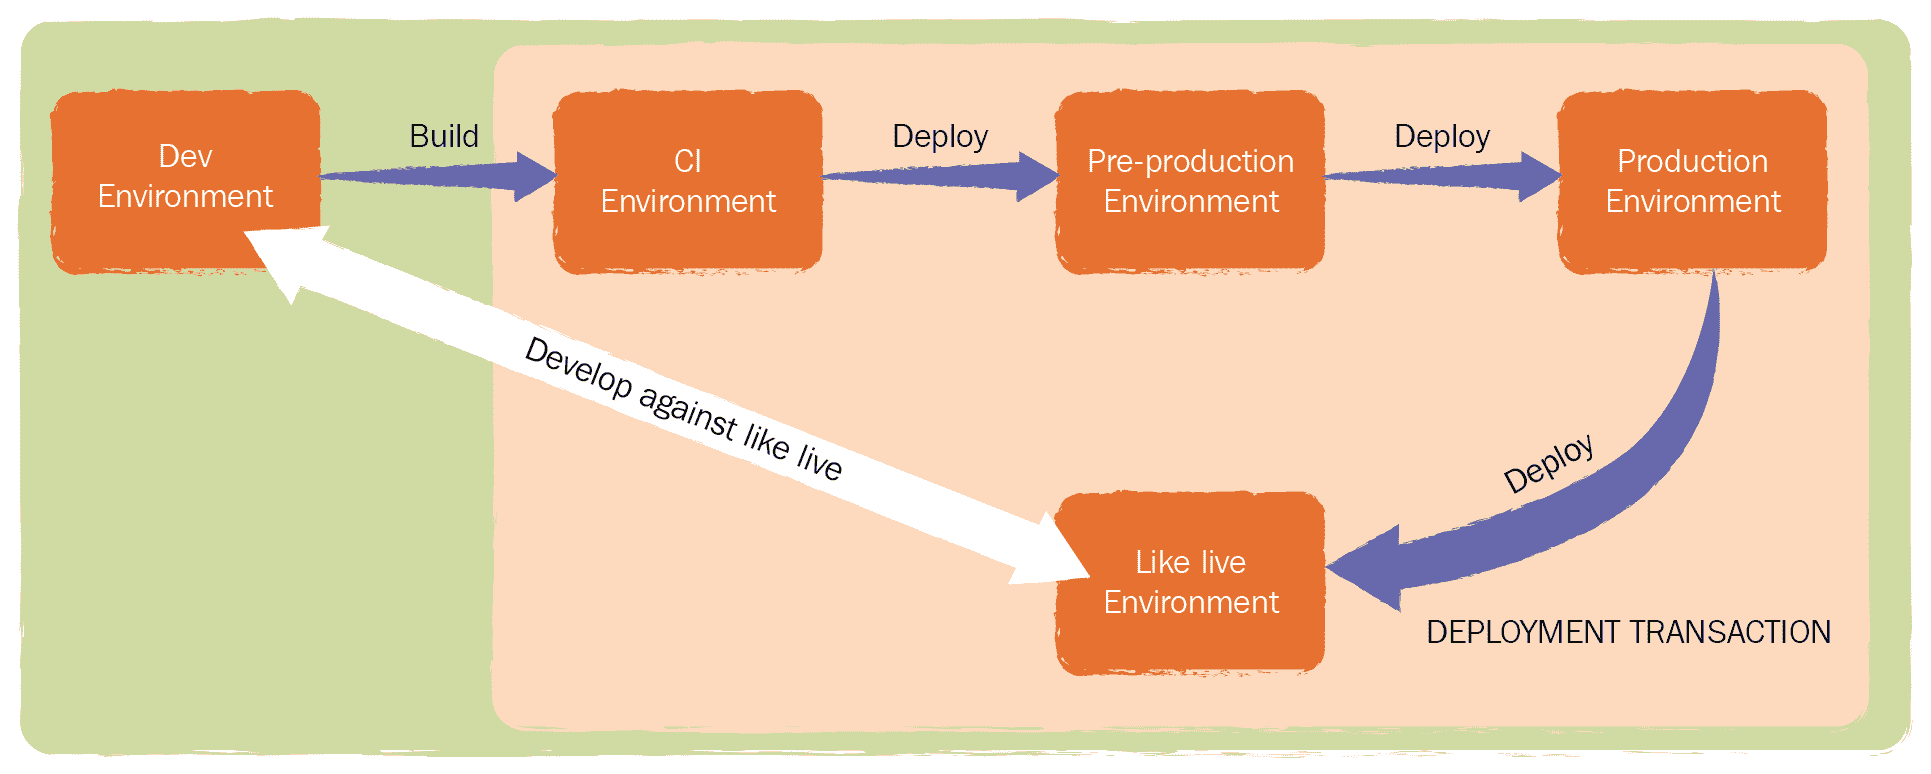 Dev
Environment
Build
CI
Environment
Deploy
Pre-production
Environment
Deploy
Production
Environment
Develop against like live
Deploy
Like live
Environment
DEPLOYMENT TRANSACTION